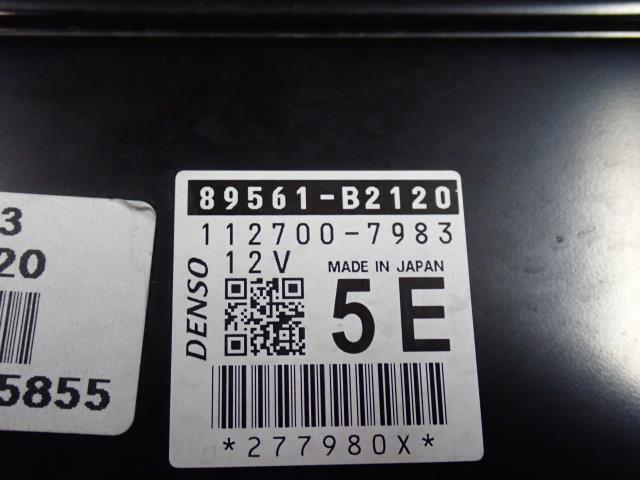 3
20
5855
89561-B2120
112700-7983
12V MADE IN JAPAN
DENSO
5E
*277980X*